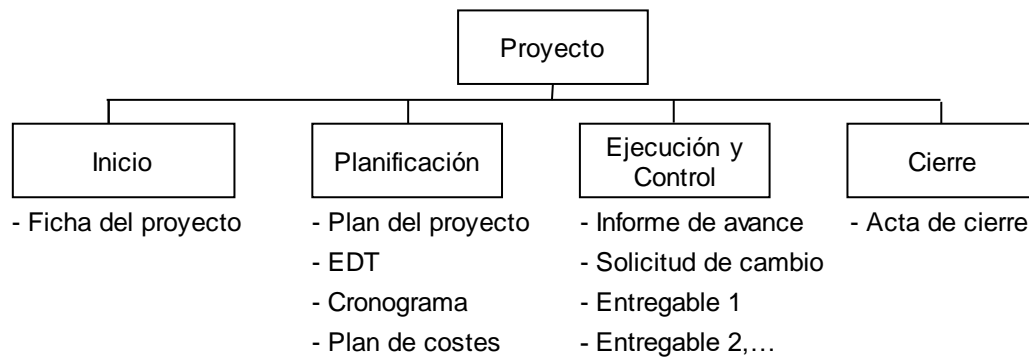 Proyecto
Inicio
- Ficha del proyecto
Planificación
- Plan del proyecto
- EDT
- Cronograma
- Plan de costes
Ejecución y
Control
- Informe de avance
- Solicitud de cambio
- Entregable 1
- Entregable 2,…
Cierre
- Acta de cierre